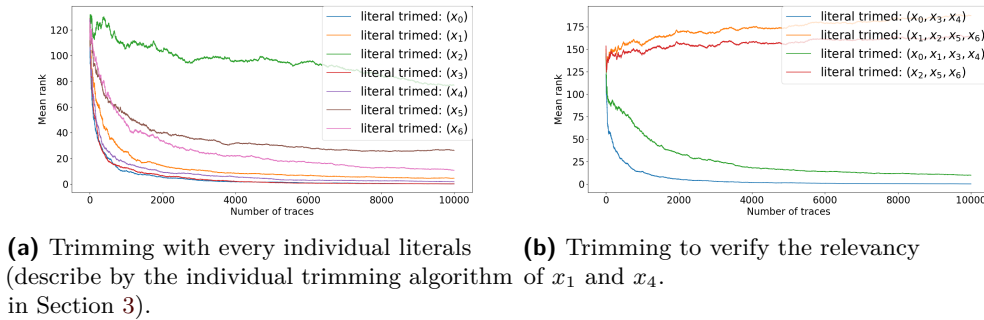 120
100
80
60
40
20
0
Mean rank
0 2000 4000 6000 8000 10000
Number of traces
literal trimed: (x₀)
literal trimed: (x₁)
literal trimed: (x₂)
literal trimed: (x₃)
literal trimed: (x₄)
literal trimed: (x₅)
literal trimed: (x₆)
175
150
125
100
75
50
25
0
Mean rank
0 2000 4000 6000 8000 10000
Number of traces
literal trimed: (x₀, x₃, x₄)
literal trimed: (x₁, x₂, x₅, x₆)
literal trimed: (x₀, x₁, x₃, x₄)
literal trimed: (x₂, x₅, x₆)
(a) Trimming with every individual literals
(describe by the individual trimming algorithm
in Section 3).
(b) Trimming to verify the relevancy
of x₁ and x₄.